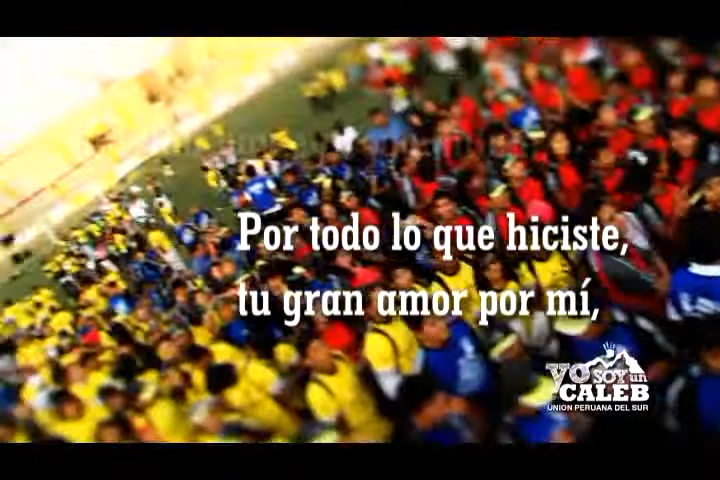 Por todo lo que hiciste,
tu gran amor por mí,
YO SOY un
CALEB
UNION PERUANA DEL SUR